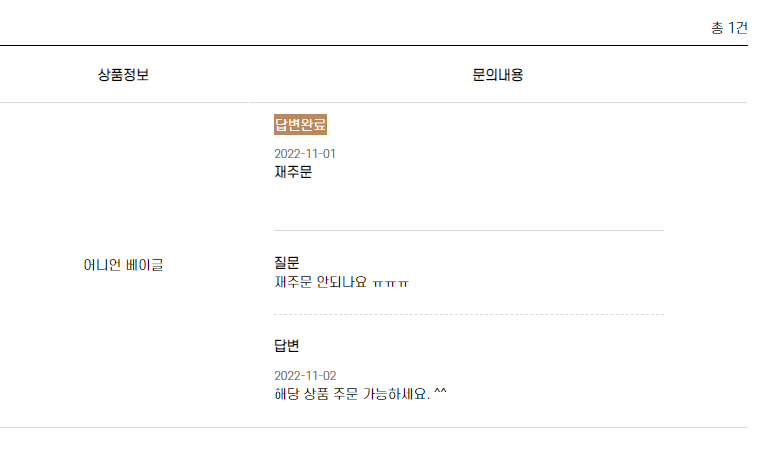 총 1건
상품정보
문의내용
답변완료
2022-11-01
재주문
어니언 베이글
질문
재주문 안되나요 ㅠㅠㅠ
답변
2022-11-02
해당 상품 주문 가능하세요. ^^